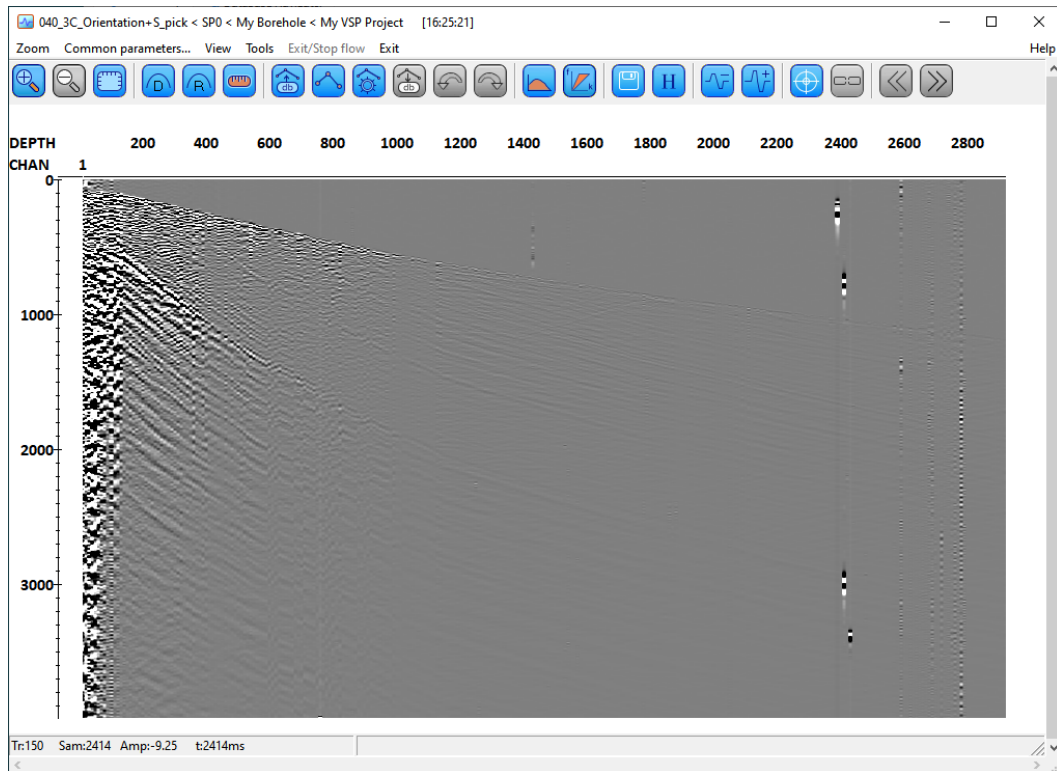 040_3C_Orientation+S_pick < SP0 < My Borehole < My VSP Project [16:25:21]
Zoom Common parameters... View Tools Exit/Stop flow Exit Help
D R db db f k H
DEPTH 200 400 600 800 1000 1200 1400 1600 1800 2000 2200 2400 2600 2800
CHAN 1
0
1000
2000
3000
Tr:150 Sam:2414 Amp:-9.25 t:2414ms